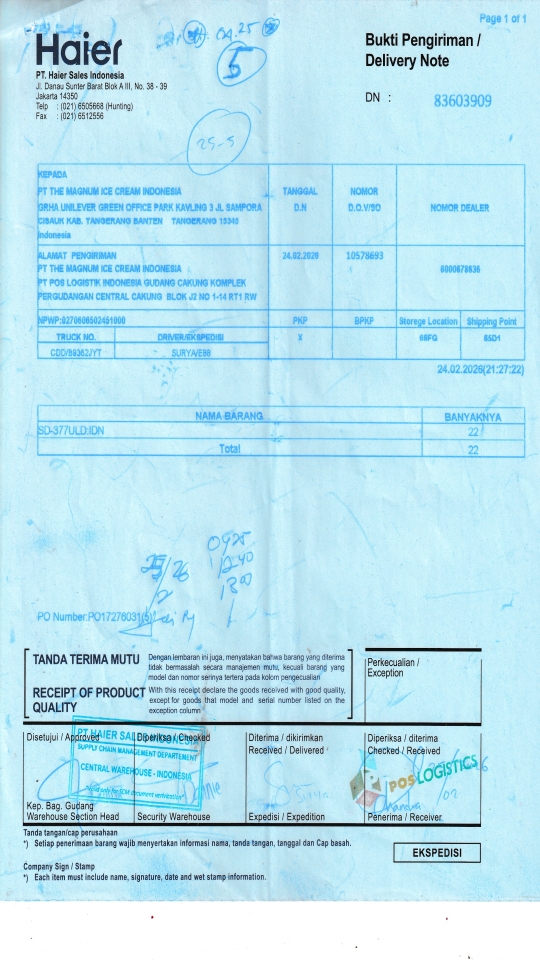 Page 1 of 1
Haier
PT. Haier Sales Indonesia
Jl. Danau Sunter Barat Blok A III, No. 38 - 39
Jakarta 14350
Telp : (021) 6505668 (Hunting)
Fax : (021) 6512556
5
25-5
Bukti Pengiriman /
Delivery Note
DN : 83603909
KEPADA
PT THE MAGNUM ICE CREAM INDONESIA
GRHA UNILEVER GREEN OFFICE PARK KAVLING 3 JL SAMPORA
CISAUK KAB. TANGERANG BANTEN TANGERANG 15345
Indonesia
TANGGAL
D.N
NOMOR
D.O.V/SO
NOMOR DEALER
ALAMAT PENGIRIMAN
PT THE MAGNUM ICE CREAM INDONESIA
PT POS LOGISTIK INDONESIA GUDANG CAKUNG KOMPLEK
PERGUDANGAN CENTRAL CAKUNG BLOK J2 NO 1-14 RT1 RW
24.02.2026
10578693
NPWP:0270606502451000
PKP
BPKP
Storege Location
Shipping Point
TRUCK NO.
DRIVER/EKSPEDISI
X
CDD/B9362/JYT
24.02.2026(21:27:22)
NAMA BARANG
BANYAKNYA
SD-377ULD:IDN
22
Total
22
0925
12.40
1300
PO Number:PO17276031(5)
TANDA TERIMA MUTU
Dengan lembaran ini juga, menyatakan bahwa barang yang diterima
tidak bermasalah secara manajemen mutu, kecuali barang yang
model dan nomor serinya tertera pada kolom pengecualian
RECEIPT OF PRODUCT
QUALITY
With this receipt declare the goods received with good quality,
except for goods that model and serial number listed on the
exception column
Perkecualian /
Exception
Disetujui / Approved
Diperiksa / Checked
Diterima / dikirimkan
Received / Delivered
Diperiksa / diterima
Checked / Received
PT HAIER SALES INDONESIA
SUPPLY CHAIN MANAGEMENT DEPARTEMENT
CENTRAL WAREHOUSE - INDONESIA
POS LOGISTICS
Kep. Bag. Gudang
Warehouse Section Head
Security Warehouse
Expedisi / Expedition
Penerima / Receiver.
Tanda tangan/cap perusahaan
*) Setiap penerimaan barang wajib menyertakan informasi nama, tanda tangan, tanggal dan Cap basah.
EKSPEDISI
Company Sign / Stamp
*) Each item must include name, signature, date and wet stamp information.